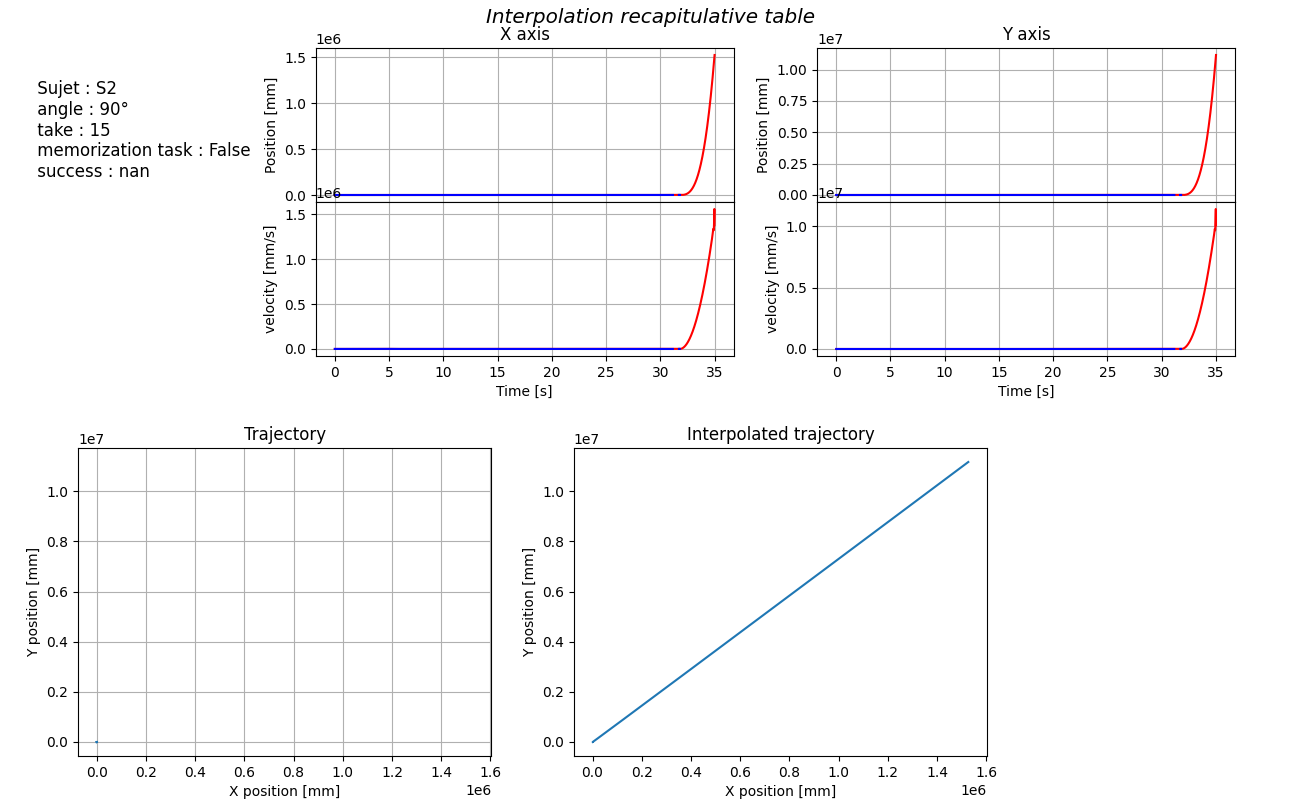 Interpolation recapitulative table
Sujet : S2
angle : 90°
take : 15
memorization task : False
success : nan
X axis
1e6
Position [mm]
1.5
1.0
0.5
0.0
1e6
velocity [mm/s]
1.5
1.0
0.5
0.0
0 5 10 15 20 25 30 35
Time [s]
Y axis
1e7
Position [mm]
1.00
0.75
0.50
0.25
0.00
1e7
velocity [mm/s]
1.0
0.5
0.0
0 5 10 15 20 25 30 35
Time [s]
Trajectory
1e7
Y position [mm]
1.0
0.8
0.6
0.4
0.2
0.0
0.0 0.2 0.4 0.6 0.8 1.0 1.2 1.4 1.6
X position [mm]
1e6
Interpolated trajectory
1e7
Y position [mm]
1.0
0.8
0.6
0.4
0.2
0.0
0.0 0.2 0.4 0.6 0.8 1.0 1.2 1.4 1.6
X position [mm]
1e6